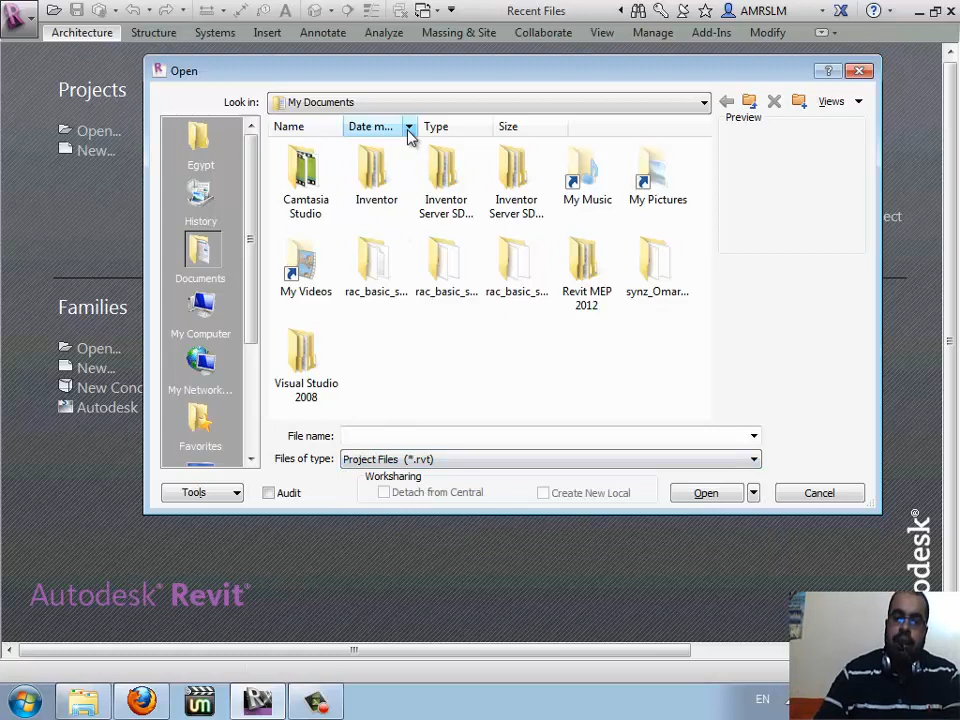 Recent Files
AMRSLM
Architecture Structure Systems Insert Annotate Analyze Massing & Site Collaborate View Manage Add-Ins Modify
Open
Projects
Open...
New...
Families
Open...
New...
New Conc
Autodesk
Look in: My Documents
Views
Name Date m... Type Size
Preview
Egypt
History
Documents
My Computer
My Network...
Favorites
Camtasia Studio
Inventor
Inventor Server SD...
Inventor Server SD...
My Music
My Pictures
My Videos
rac_basic_s...
rac_basic_s...
rac_basic_s...
Revit MEP 2012
synz_Omar...
Visual Studio 2008
File name:
Files of type: Project Files (*.rvt)
Worksharing
Tools
Audit
Detach from Central
Create New Local
Open
Cancel
ect
Autodesk® Revit®
odesk®
EN